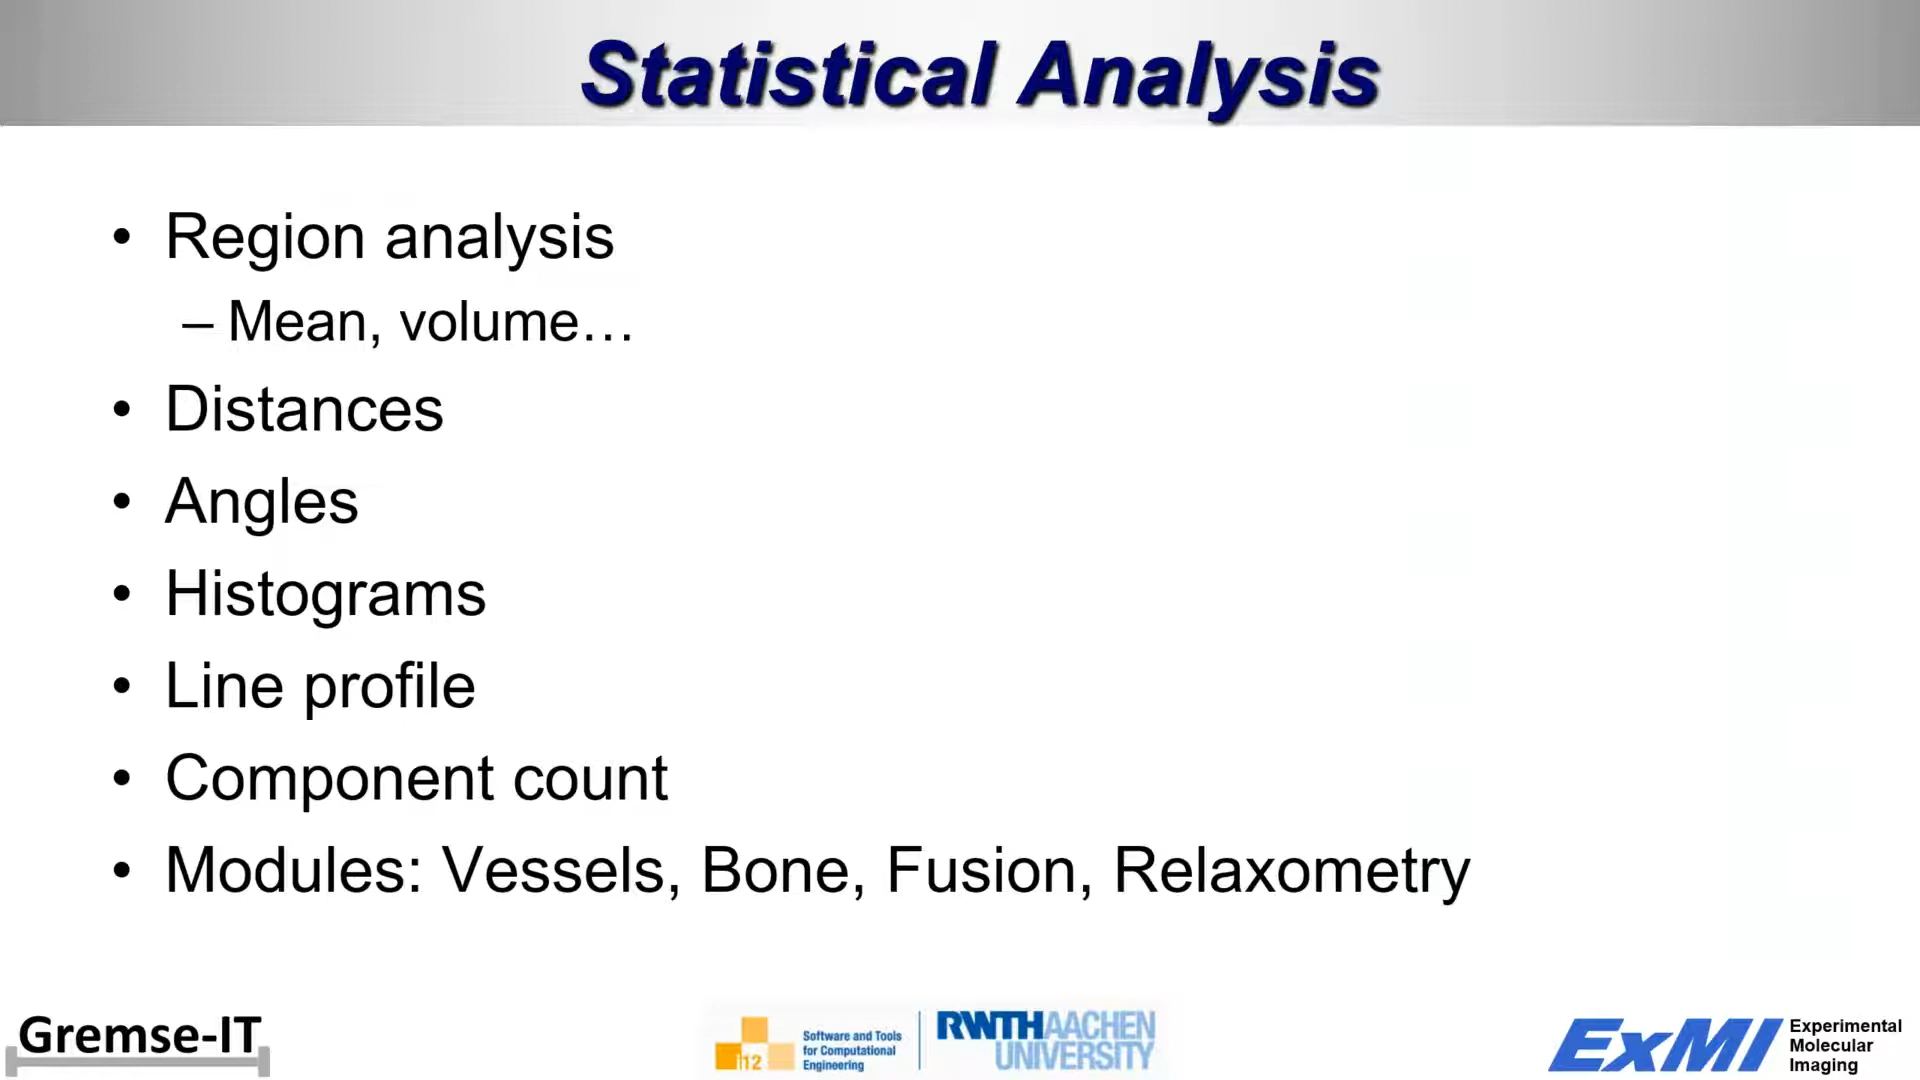 Statistical Analysis
• Region analysis
– Mean, volume…
• Distances
• Angles
• Histograms
• Line profile
• Component count
• Modules: Vessels, Bone, Fusion, Relaxometry
Gremse-IT
i12
Software and Tools
for Computational
Engineering
RWTHAACHEN
UNIVERSITY
ExMI
Experimental
Molecular
Imaging